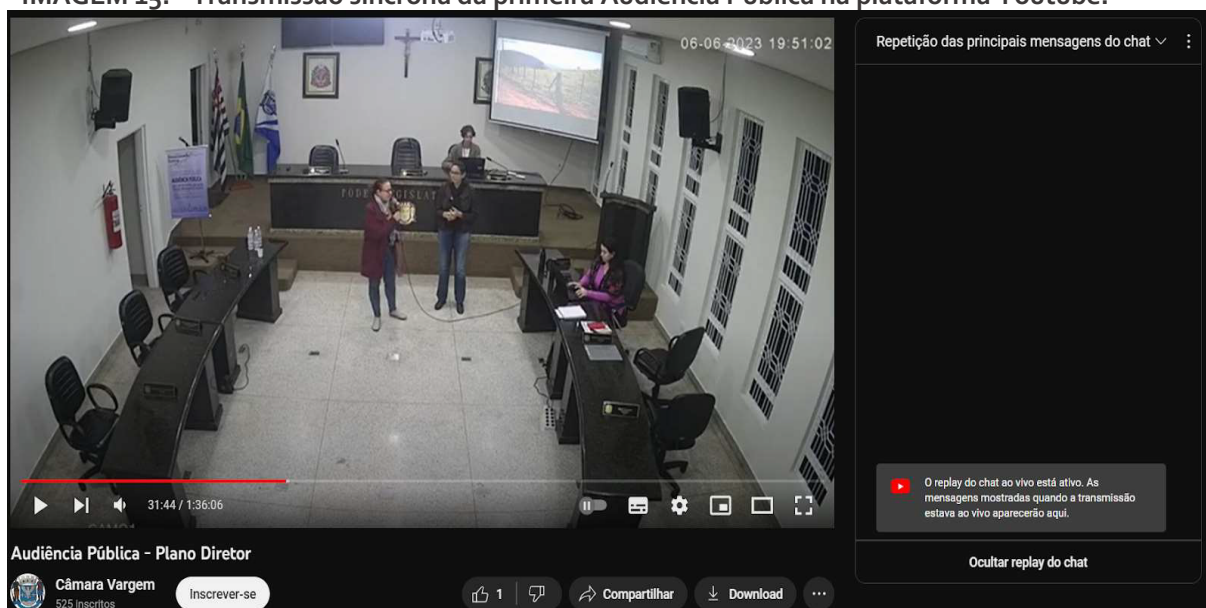 IMAGEM 15: - Transmissão síncrona da primeira Audiência Pública na plataforma Youtube.
06-06-2023 19:51:02
PODE LEGISLAT
31:44 / 1:36:06
CAM01
Repetição das principais mensagens do chat
O replay do chat ao vivo está ativo. As
mensagens mostradas quando a transmissão
estava ao vivo aparecerão aqui.
Ocultar replay do chat
Audiência Pública - Plano Diretor
Câmara Vargem
525 inscritos
Inscrever-se
1
Compartilhar
Download